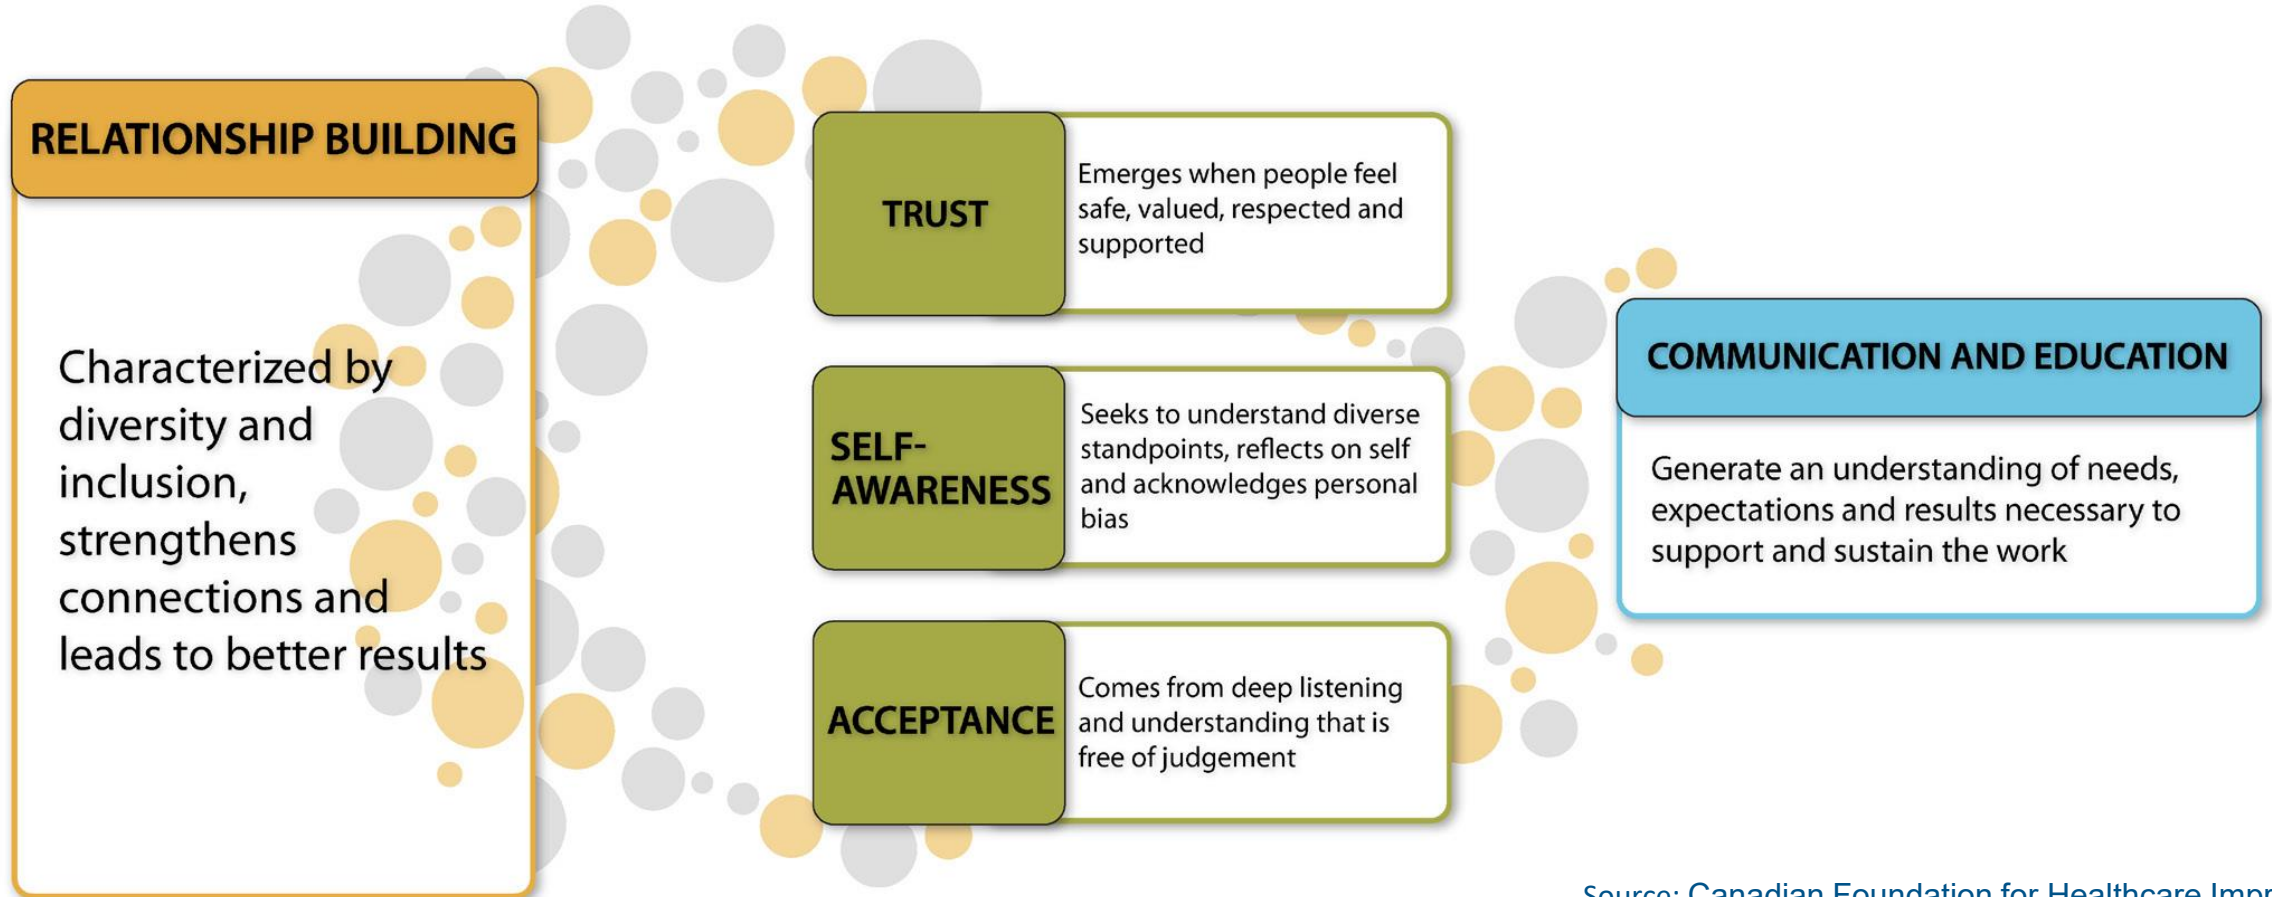 RELATIONSHIP BUILDING
Characterized by
diversity and
inclusion,
strengthens
connections and
leads to better results
TRUST
Emerges when people feel
safe, valued, respected and
supported
SELF-
AWARENESS
Seeks to understand diverse
standpoints, reflects on self
and acknowledges personal
bias
ACCEPTANCE
Comes from deep listening
and understanding that is
free of judgement
COMMUNICATION AND EDUCATION
Generate an understanding of needs,
expectations and results necessary to
support and sustain the work
Source: Canadian Foundation for Healthcare